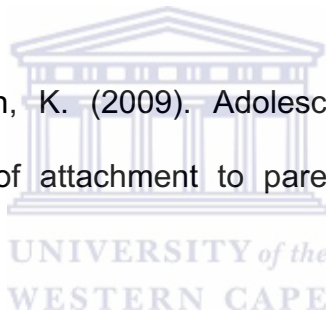 n, K. (2009). Adolesc
of attachment to pare
UNIVERSITY of the
WESTERN CAPE